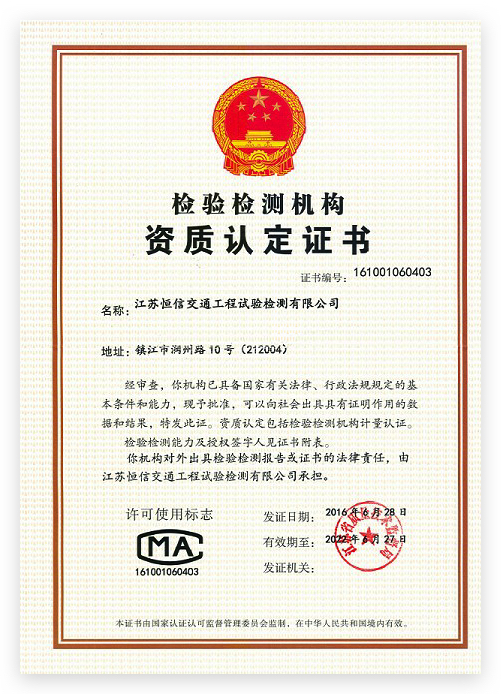 检验检测机构
资质认定证书
证书编号：161001060403
名称：江苏恒信交通工程试验检测有限公司
地址：镇江市润州路10号（212004）
经审查，你机构已具备国家有关法律、行政法规规定的基
本条件和能力，现予批准，可以向社会出具具有证明作用的数
据和结果，特发此证。资质认定包括检验检测机构计量认证。
检验检测能力及授权签字人见证书附表。
你机构对外出具检验检测报告或证书的法律责任，由
江苏恒信交通工程试验检测有限公司承担。
许可使用标志
MA
161001060403
发证日期：2016年6月28日
有效期至：2022年6月27日
发证机关：
本证书由国家认证认可监督管理委员会监制，在中华人民共和国境内有效。